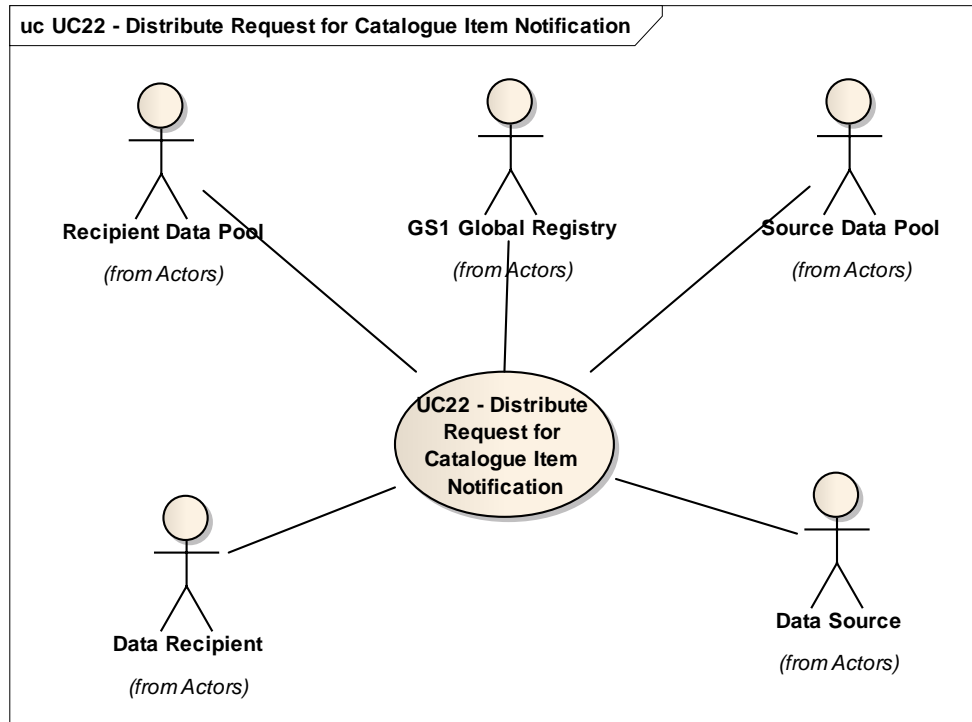 uc UC22 - Distribute Request for Catalogue Item Notification
Recipient Data Pool
(from Actors)
GS1 Global Registry
(from Actors)
Source Data Pool
(from Actors)
UC22 - Distribute
Request for
Catalogue Item
Notification
Data Recipient
(from Actors)
Data Source
(from Actors)